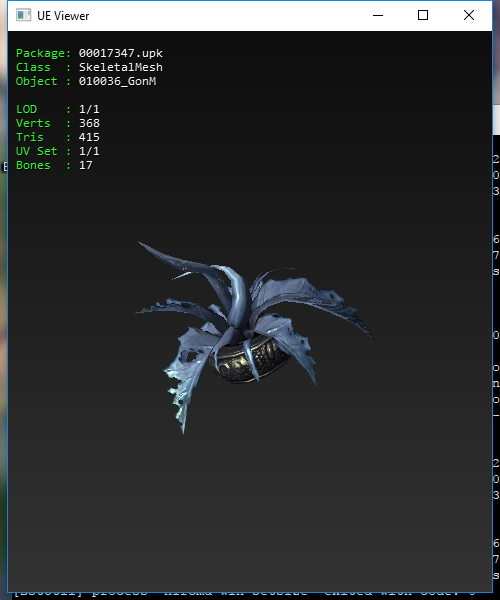 UE Viewer
Package: 00017347.upk
Class  : SkeletalMesh
Object : 010036_GonM
LOD    : 1/1
Verts  : 368
Tris   : 415
UV Set : 1/1
Bones  : 17